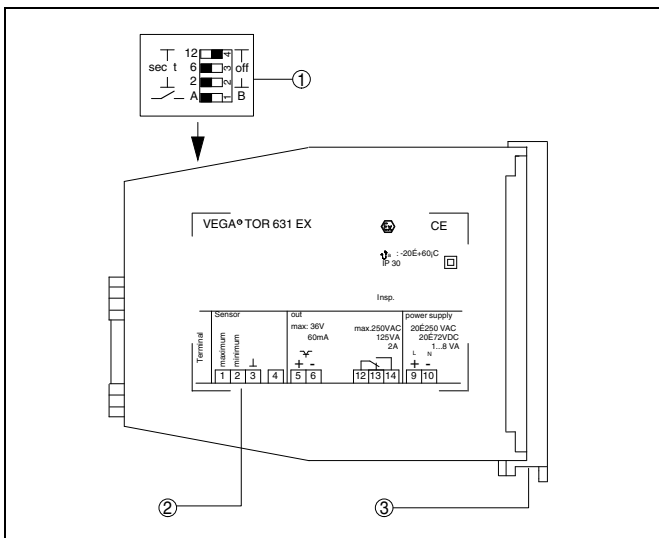 12 4
sec t 6 3 off
2 2
A 1 B
①
VEGA® TOR 631 EX CE
: -20É+60¡C
IP 30
Insp.
Terminal
Sensor
maximum
minimum
out
max: 36V
60mA
max.250VAC
125VA
2A
power supply
20É250 VAC
20É72VDC
1...8 VA
L N
+ - + -
1 2 3 4 5 6 12 13 14 9 10
② ③